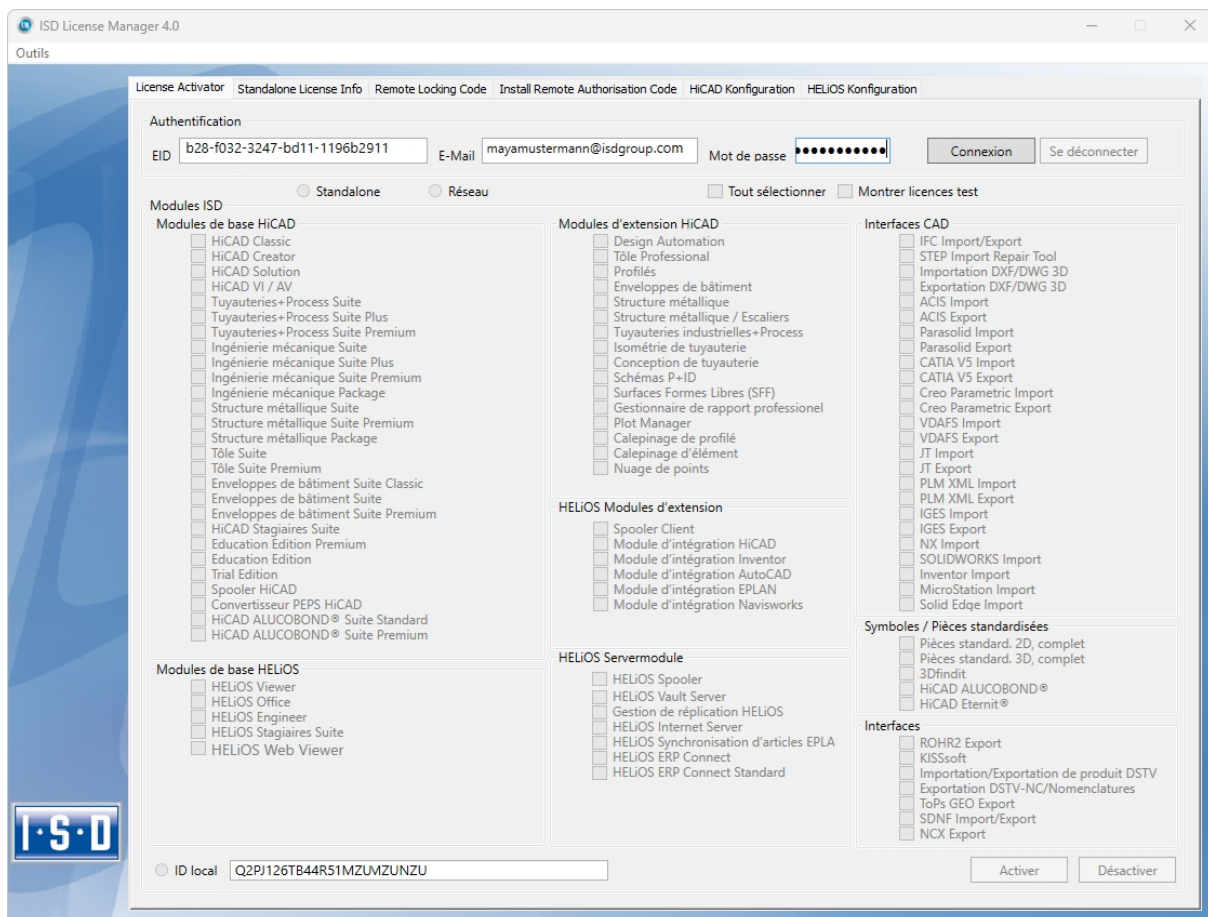 ISD License Manager 4.0
Outils
License Activator Standalone License Info Remote Locking Code Install Remote Authorisation Code HiCAD Konfiguration HELiOS Konfiguration
Authentification
EID b28-f032-3247-bd11-1196b2911 E-Mail mayamustermann@isdgroup.com Mot de passe ●●●●●●●●●●● Connexion Se déconnecter
Standalone Réseau Tout sélectionner Montrer licences test
Modules ISD
Modules de base HiCAD
HiCAD Classic
HiCAD Creator
HiCAD Solution
HiCAD VI / AV
Tuyauteries+Process Suite
Tuyauteries+Process Suite Plus
Tuyauteries+Process Suite Premium
Ingénierie mécanique Suite
Ingénierie mécanique Suite Plus
Ingénierie mécanique Suite Premium
Ingénierie mécanique Package
Structure métallique Suite
Structure métallique Suite Premium
Structure métallique Package
Tôle Suite
Tôle Suite Premium
Enveloppes de bâtiment Suite Classic
Enveloppes de bâtiment Suite
Enveloppes de bâtiment Suite Premium
HiCAD Stagiaires Suite
Education Edition Premium
Education Edition
Trial Edition
Spooler HiCAD
Convertisseur PEPS HiCAD
HiCAD ALUCOBOND® Suite Standard
HiCAD ALUCOBOND® Suite Premium
Modules de base HELiOS
HELiOS Viewer
HELiOS Office
HELiOS Engineer
HELiOS Stagiaires Suite
HELiOS Web Viewer
Modules d'extension HiCAD
Design Automation
Tôle Professional
Profilés
Enveloppes de bâtiment
Structure métallique
Structure métallique / Escaliers
Tuyauteries industrielles+Process
Isométrie de tuyauterie
Conception de tuyauterie
Schémas P+ID
Surfaces Formes Libres (SFF)
Gestionnaire de rapport professionel
Plot Manager
Calepinage de profilé
Calepinage d'élément
Nuage de points
HELiOS Modules d'extension
Spooler Client
Module d'intégration HiCAD
Module d'intégration Inventor
Module d'intégration AutoCAD
Module d'intégration EPLAN
Module d'intégration Navisworks
HELiOS Servermodule
HELiOS Spooler
HELiOS Vault Server
Gestion de réplication HELiOS
HELiOS Internet Server
HELiOS Synchronisation d'articles EPLA
HELiOS ERP Connect
HELiOS ERP Connect Standard
Interfaces CAD
IFC Import/Export
STEP Import Repair Tool
Importation DXF/DWG 3D
Exportation DXF/DWG 3D
ACIS Import
ACIS Export
Parasolid Import
Parasolid Export
CATIA V5 Import
CATIA V5 Export
Creo Parametric Import
Creo Parametric Export
VDAFS Import
VDAFS Export
JT Import
JT Export
PLM XML Import
PLM XML Export
IGES Import
IGES Export
NX Import
SOLIDWORKS Import
Inventor Import
MicroStation Import
Solid Edge Import
Symboles / Pièces standardisées
Pièces standard. 2D, complet
Pièces standard. 3D, complet
3Dfindit
HiCAD ALUCOBOND®
HiCAD Eternit®
Interfaces
ROHR2 Export
KISSsoft
Importation/Exportation de produit DSTV
Exportation DSTV-NC/Nomenclatures
ToPs GEO Export
SDNF Import/Export
NCX Export
I·S·D
ID local Q2PJ126TB44R51MZUMZUNZU Activer Désactiver